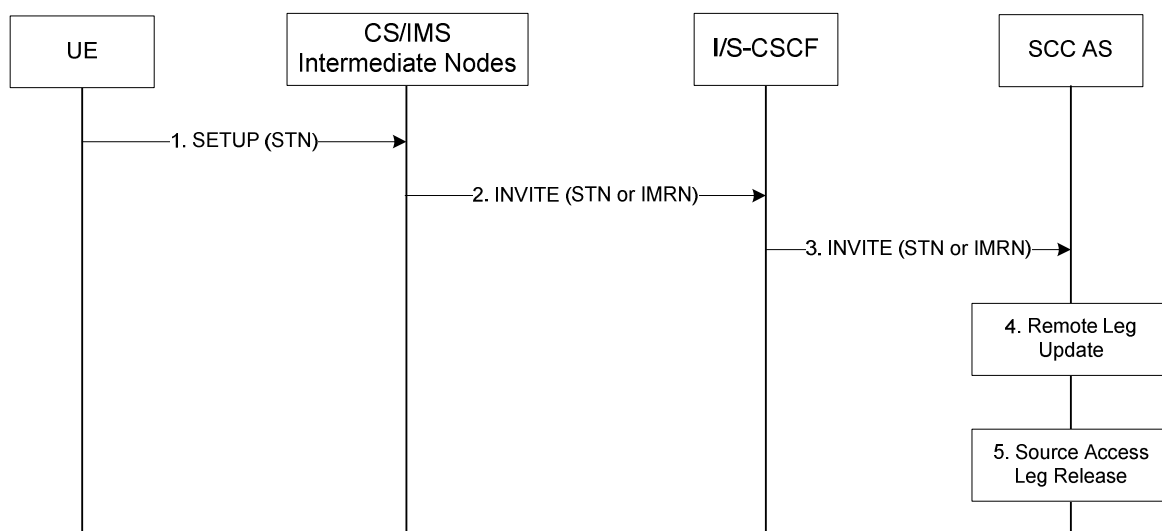 UE
CS/IMS
Intermediate Nodes
I/S-CSCF
SCC AS
1. SETUP (STN)
2. INVITE (STN or IMRN)
3. INVITE (STN or IMRN)
4. Remote Leg
Update
5. Source Access
Leg Release